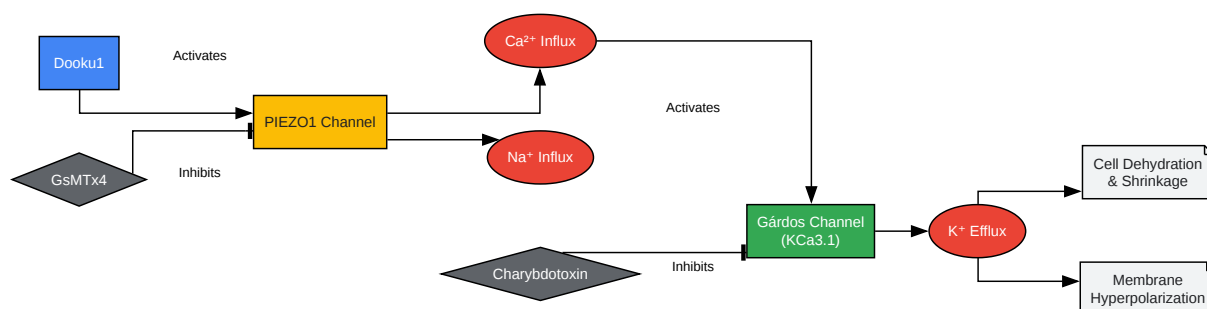 Dooku1
Activates
Ca²⁺ Influx
PIEZO1 Channel
Activates
Na⁺ Influx
GsMTx4
Inhibits
Cell Dehydration
& Shrinkage
Gárdos Channel
(KCa3.1)
K⁺ Efflux
Charybdotoxin
Inhibits
Membrane
Hyperpolarization